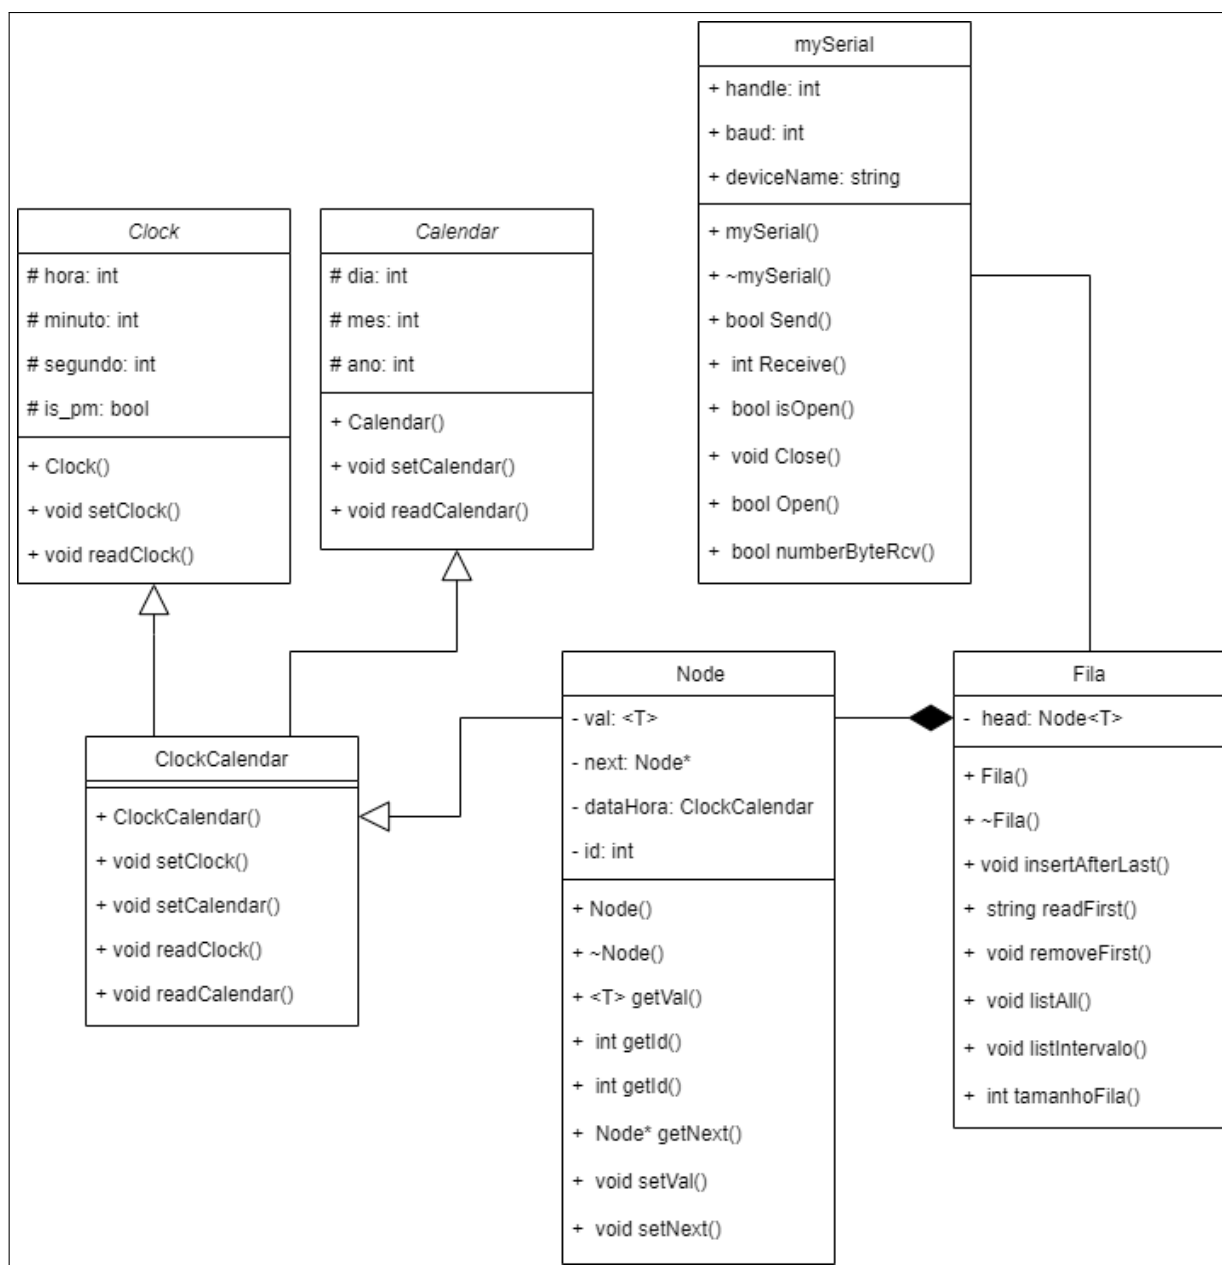 mySerial
+ handle: int
+ baud: int
+ deviceName: string
+ mySerial()
+ ~mySerial()
+ bool Send()
+ int Receive()
+ bool isOpen()
+ void Close()
+ bool Open()
+ bool numberByteRcv()
Clock
# hora: int
# minuto: int
# segundo: int
# is_pm: bool
+ Clock()
+ void setClock()
+ void readClock()
Calendar
# dia: int
# mes: int
# ano: int
+ Calendar()
+ void setCalendar()
+ void readCalendar()
ClockCalendar
+ ClockCalendar()
+ void setClock()
+ void setCalendar()
+ void readClock()
+ void readCalendar()
Node
- val: <T>
- next: Node*
- dataHora: ClockCalendar
- id: int
+ Node()
+ ~Node()
+ <T> getVal()
+ int getId()
+ int getId()
+ Node* getNext()
+ void setVal()
+ void setNext()
Fila
- head: Node<T>
+ Fila()
+ ~Fila()
+ void insertAfterLast()
+ string readFirst()
+ void removeFirst()
+ void listAll()
+ void listIntervalo()
+ int tamanhoFila()